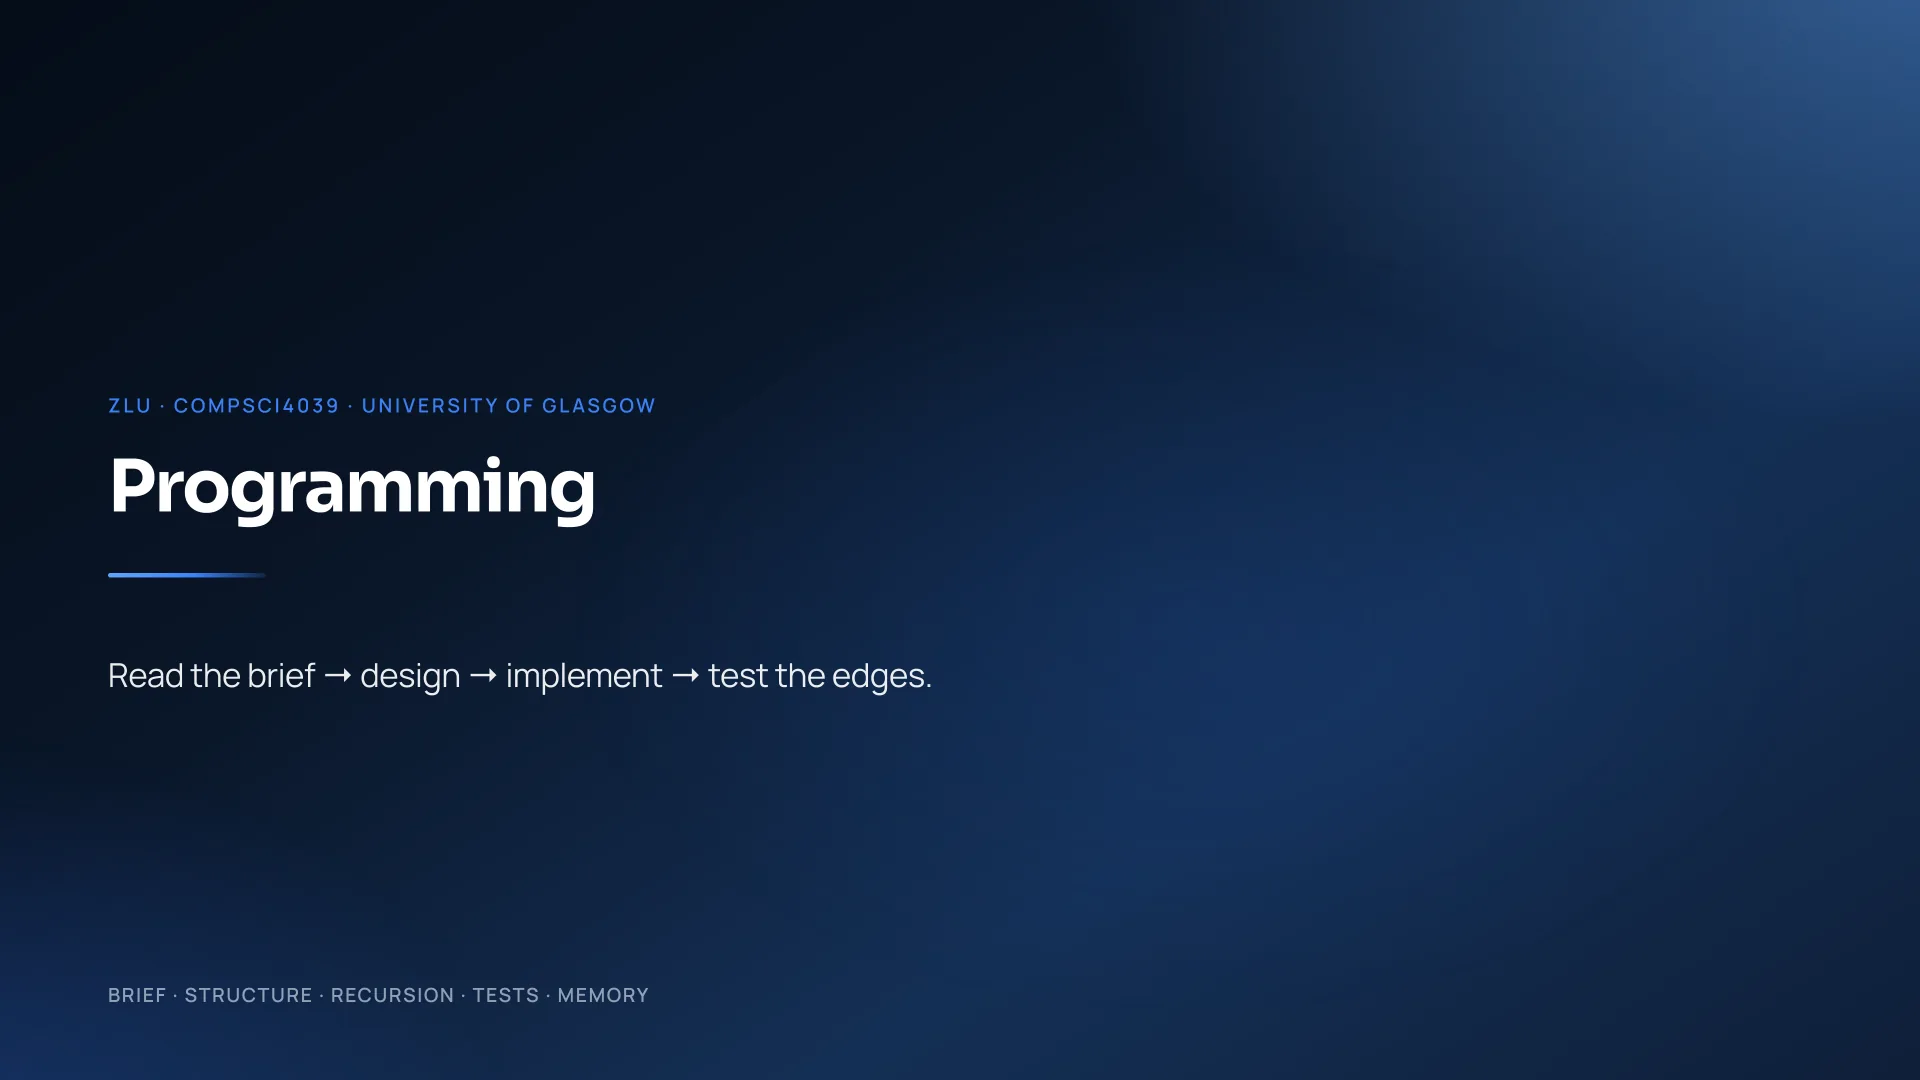 ZLU · COMPSCI4039 · UNIVERSITY OF GLASGOW
Programming
Read the brief → design → implement → test the edges.
BRIEF · STRUCTURE · RECURSION · TESTS · MEMORY